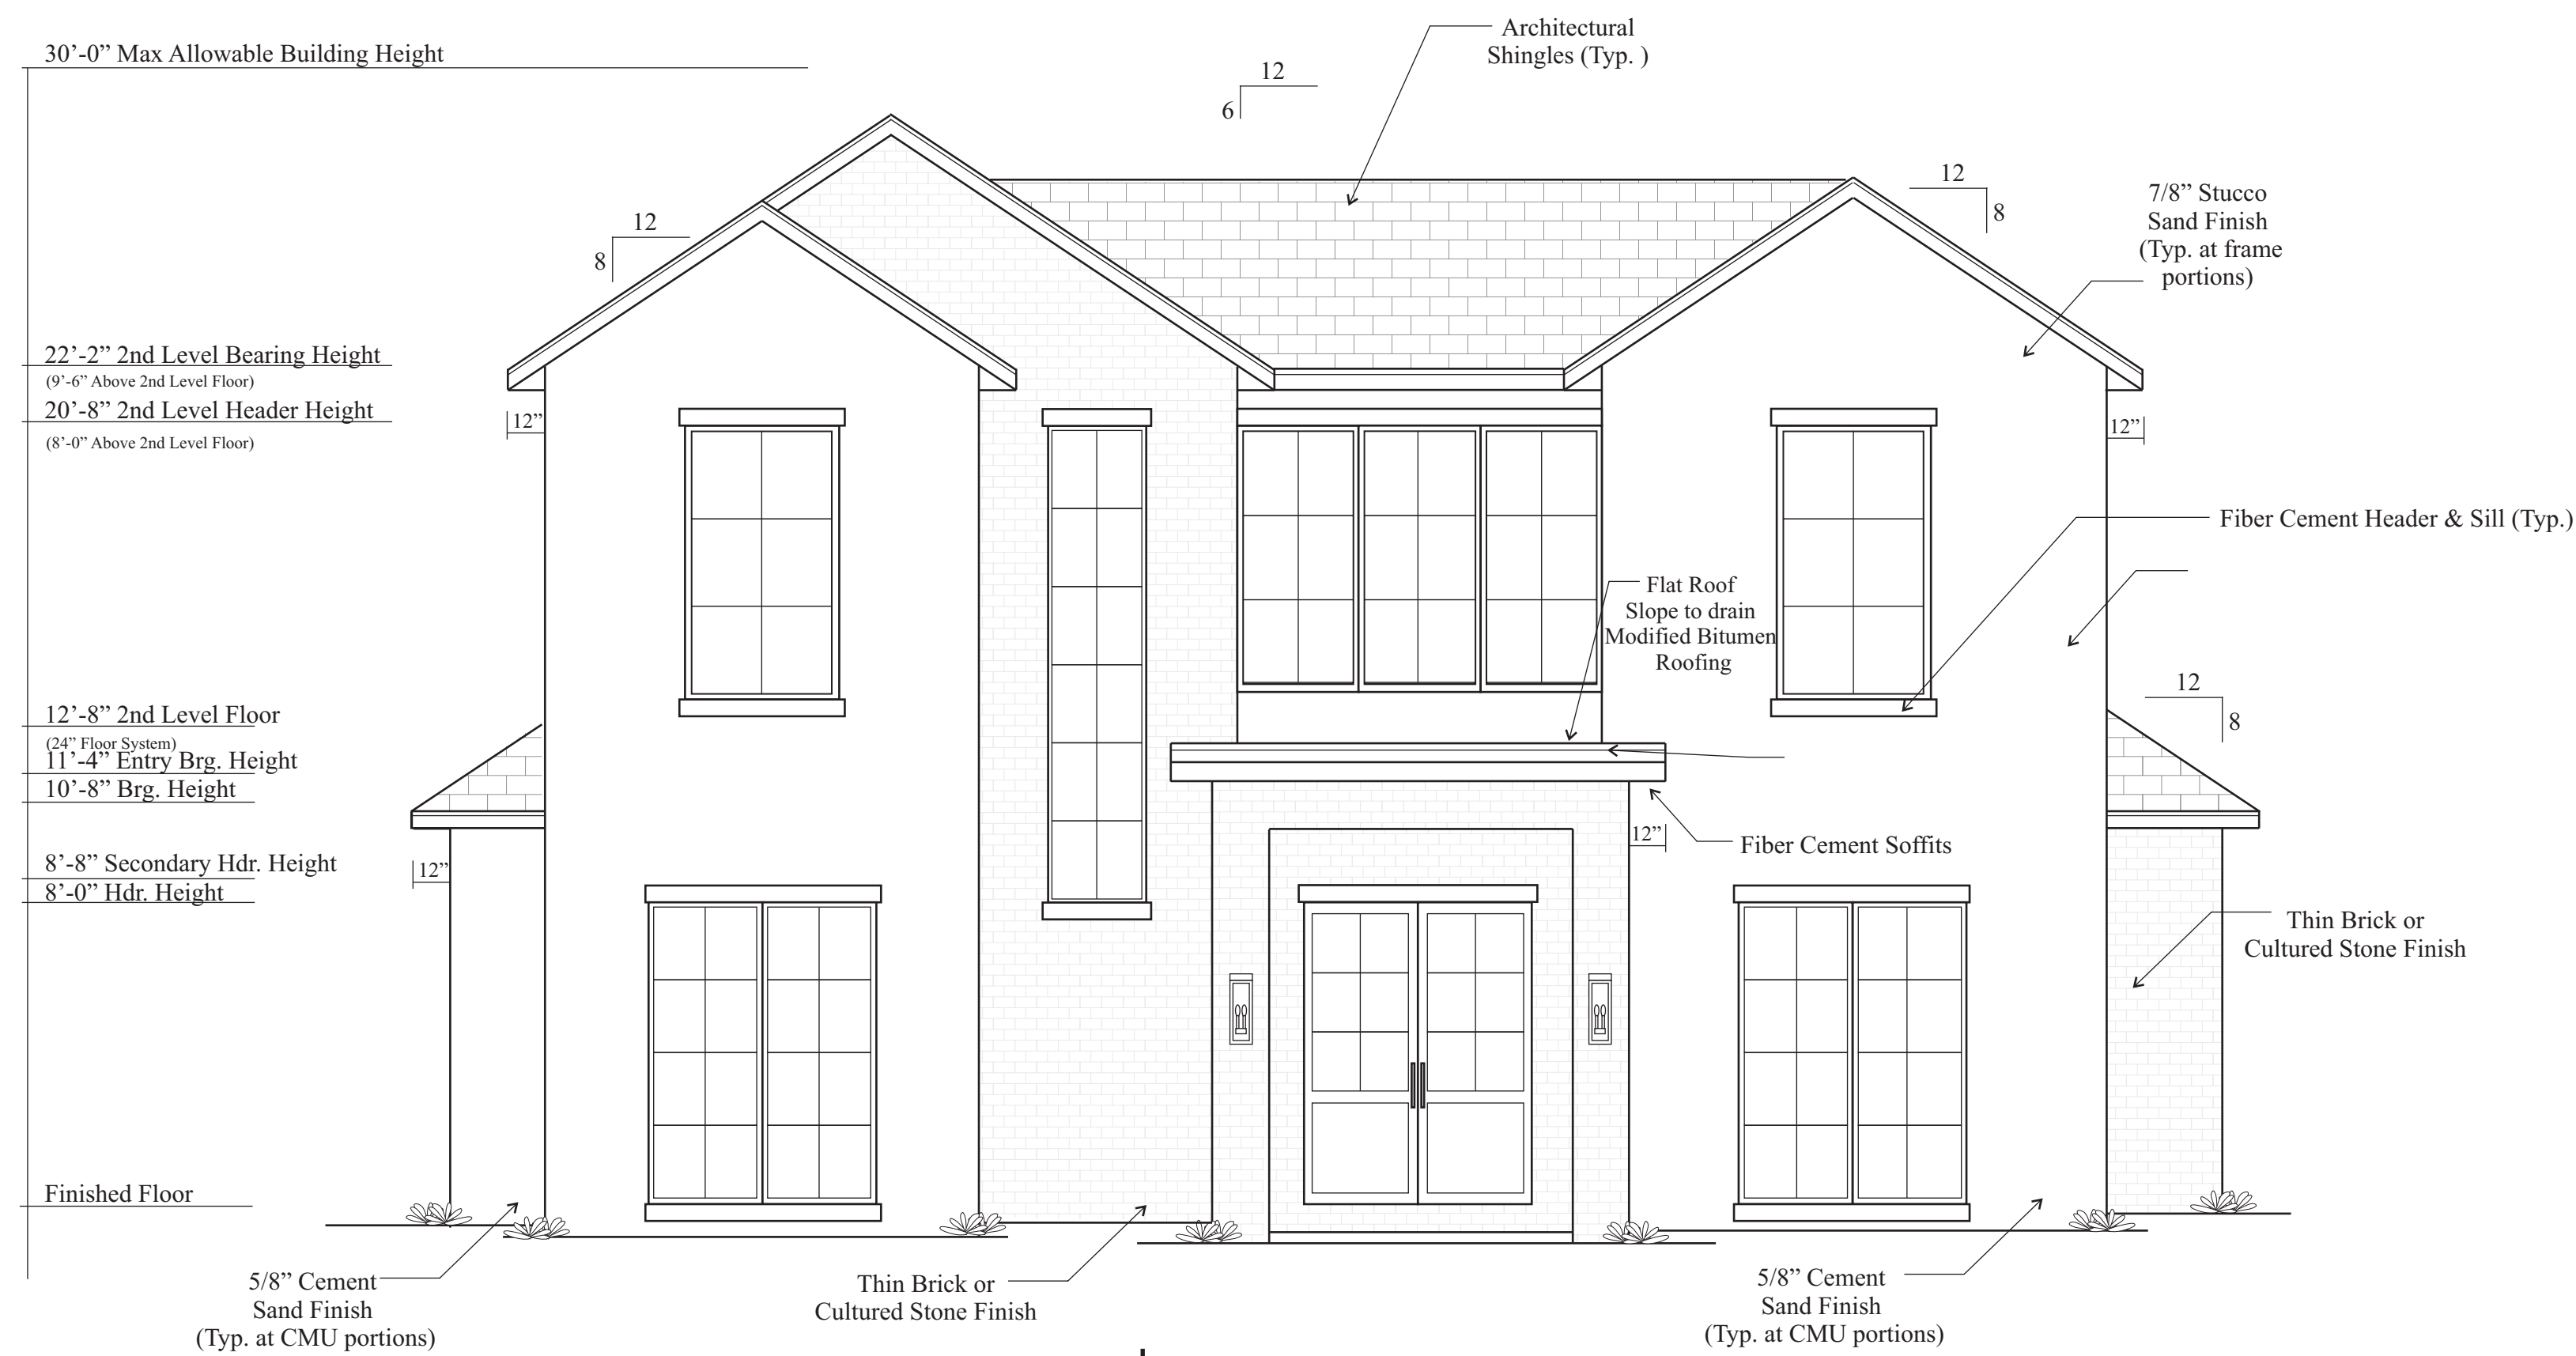 30’-0” Max Allowable Building Height
Architectural
Shingles (Typ. )
12
6
12
8
12
8
7/8” Stucco
Sand Finish
(Typ. at frame
portions)
22’-2” 2nd Level Bearing Height
(9’-6” Above 2nd Level Floor)
20’-8” 2nd Level Header Height
(8’-0” Above 2nd Level Floor)
12”
12”
Fiber Cement Header & Sill (Typ.)
Flat Roof
Slope to drain
Modified Bitumen
Roofing
12
8
12’-8” 2nd Level Floor
(24” Floor System)
11’-4” Entry Brg. Height
10’-8” Brg. Height
8’-8” Secondary Hdr. Height
8’-0” Hdr. Height
12”
12”
Fiber Cement Soffits
Thin Brick or
Cultured Stone Finish
Finished Floor
5/8” Cement
Sand Finish
(Typ. at CMU portions)
Thin Brick or
Cultured Stone Finish
5/8” Cement
Sand Finish
(Typ. at CMU portions)